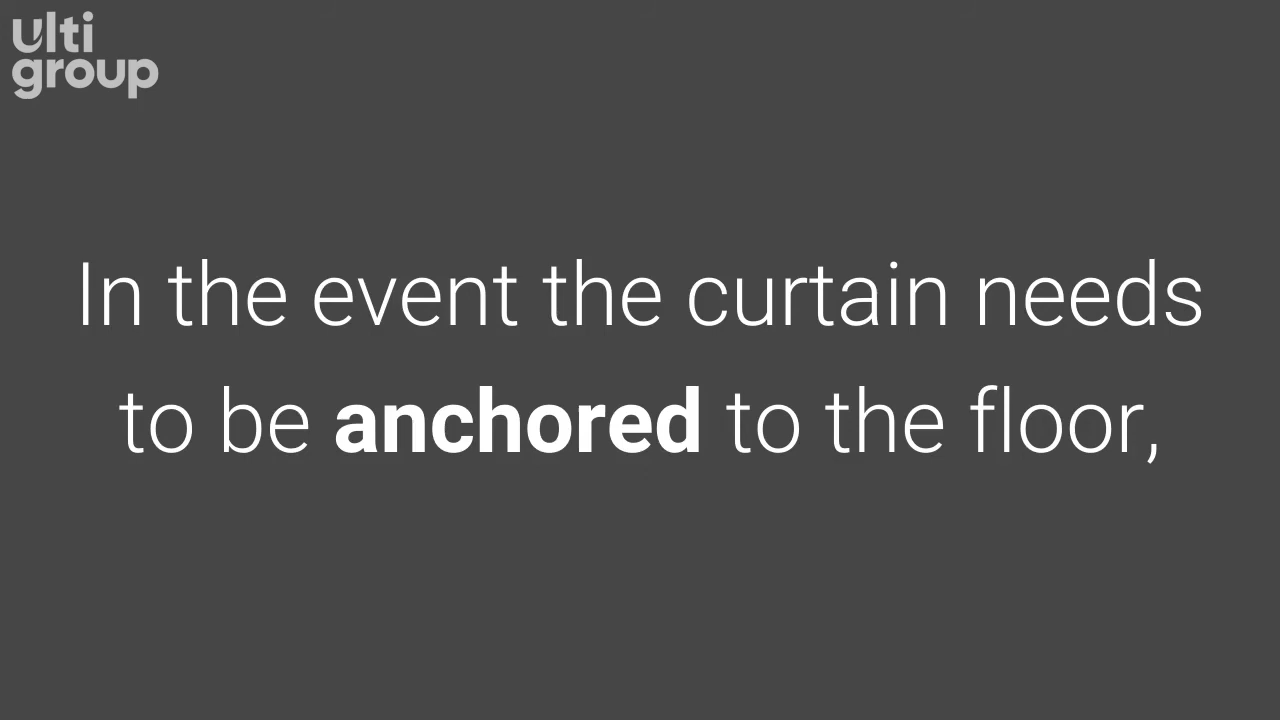 ulti
group
In the event the curtain needs
to be anchored to the floor,